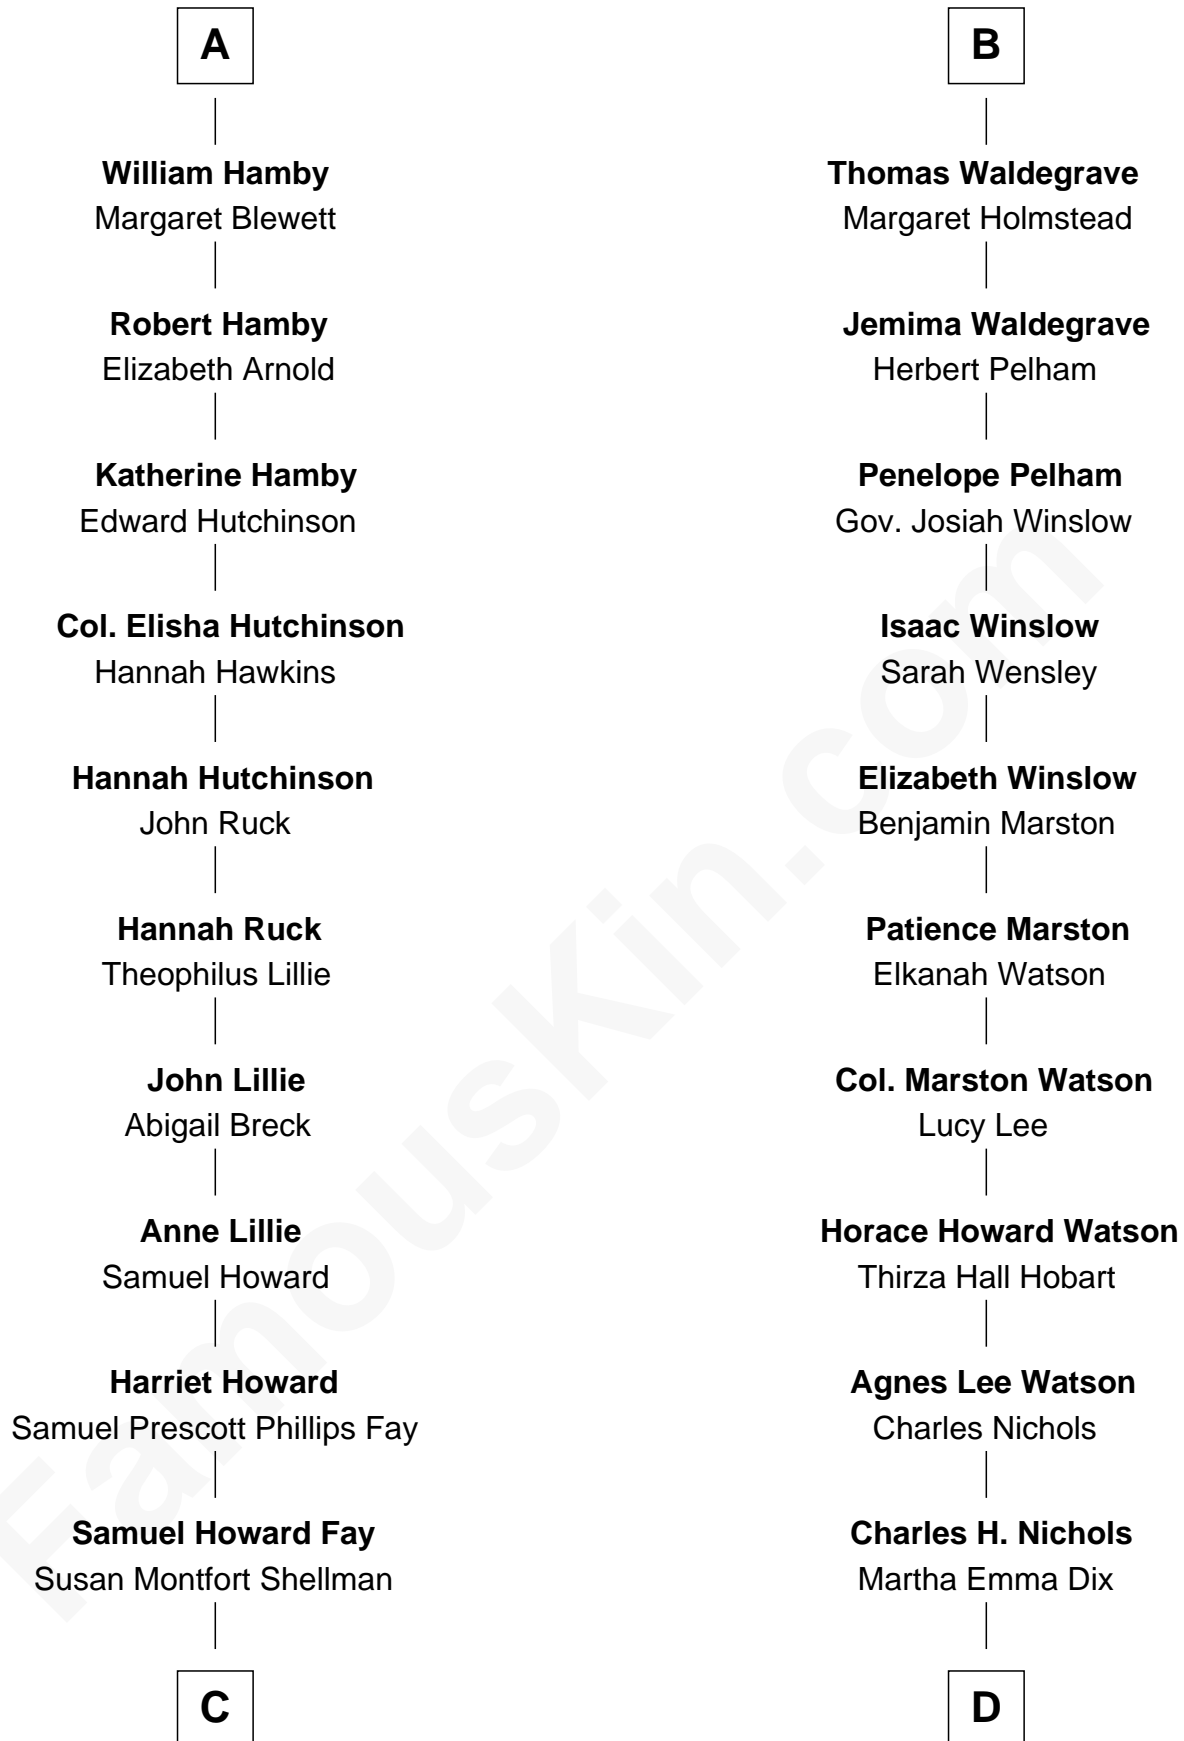 A
William Hamby
Margaret Blewett
Robert Hamby
Elizabeth Arnold
Katherine Hamby
Edward Hutchinson
Col. Elisha Hutchinson
Hannah Hawkins
Hannah Hutchinson
John Ruck
Hannah Ruck
Theophilus Lillie
John Lillie
Abigail Breck
Anne Lillie
Samuel Howard
Harriet Howard
Samuel Prescott Phillips Fay
Samuel Howard Fay
Susan Montfort Shellman
C
B
Thomas Waldegrave
Margaret Holmstead
Jemima Waldegrave
Herbert Pelham
Penelope Pelham
Gov. Josiah Winslow
Isaac Winslow
Sarah Wensley
Elizabeth Winslow
Benjamin Marston
Patience Marston
Elkanah Watson
Col. Marston Watson
Lucy Lee
Horace Howard Watson
Thirza Hall Hobart
Agnes Lee Watson
Charles Nichols
Charles H. Nichols
Martha Emma Dix
D
FamousKin.com